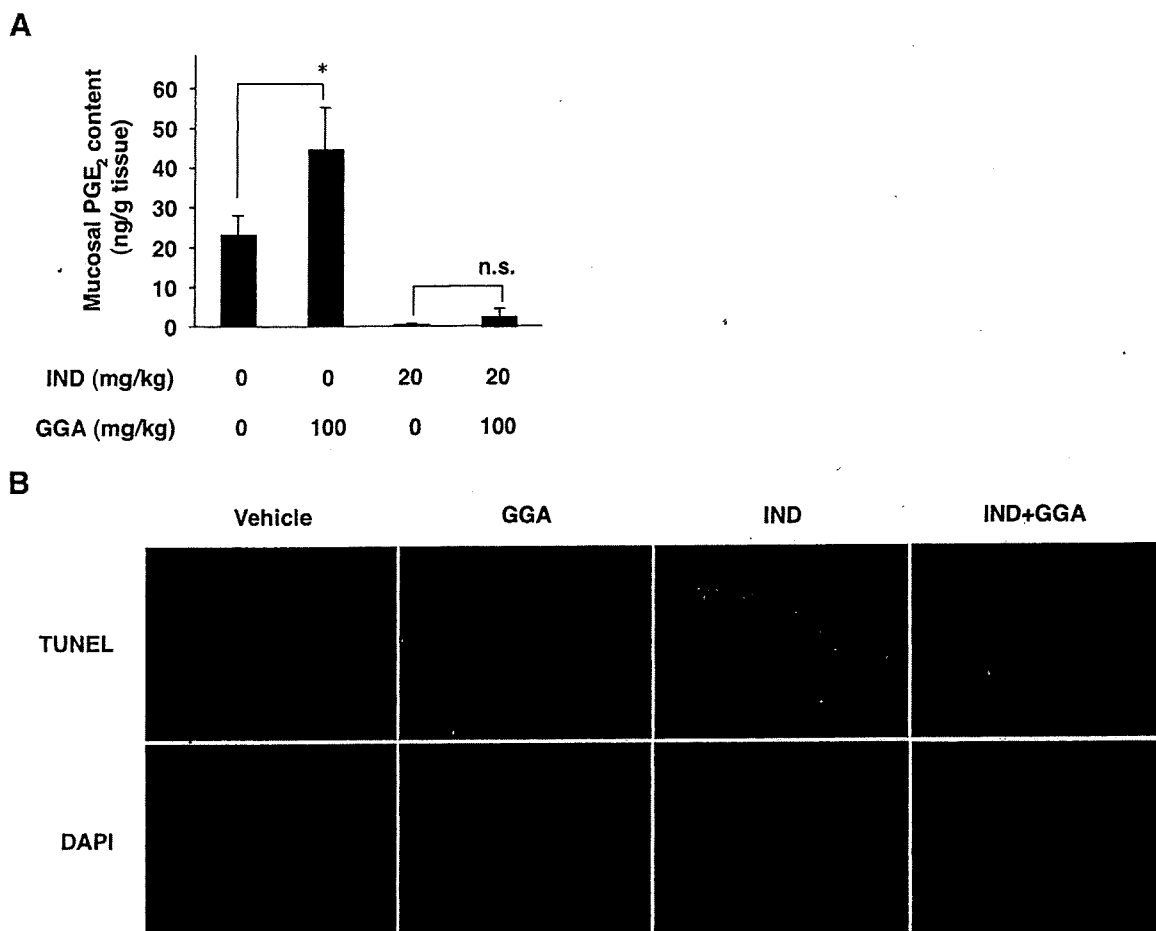 A
Mucosal PGE₂ content
(ng/g tissue)
60
50
40
30
20
10
0
*
n.s.
IND (mg/kg) 0 0 20 20
GGA (mg/kg) 0 100 0 100
B
Vehicle GGA IND IND+GGA
TUNEL
DAPI